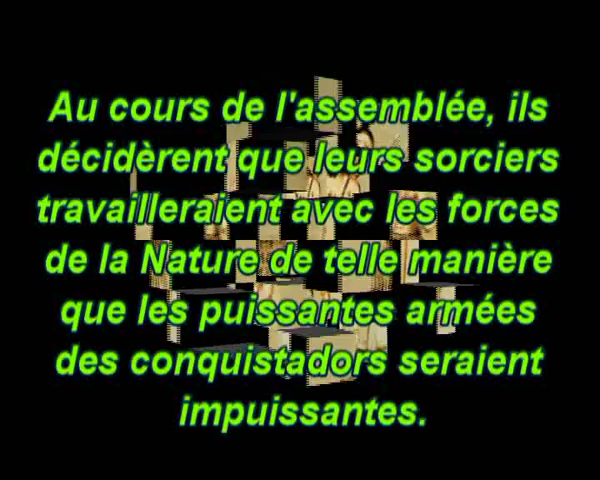 Au cours de l'assemblée, ils
décidèrent que leurs sorciers
travailleraient avec les forces
de la Nature de telle manière
que les puissantes armées
des conquistadors seraient
impuissantes.